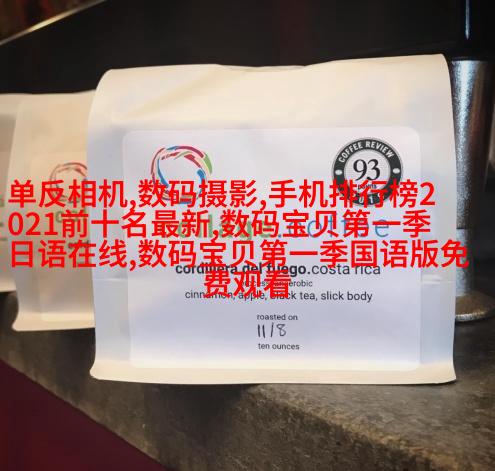 单反相机,数码摄影,手机排行榜2
021前十名最新,数码宝贝第一季
日语在线,数码宝贝第一季国语版免
费观看
COFFEE REVIEW
93
coffee
cordillera del fuego.costa rica
cinnamon, apple, black tea, slick body
roasted on
11/8
ten ounces